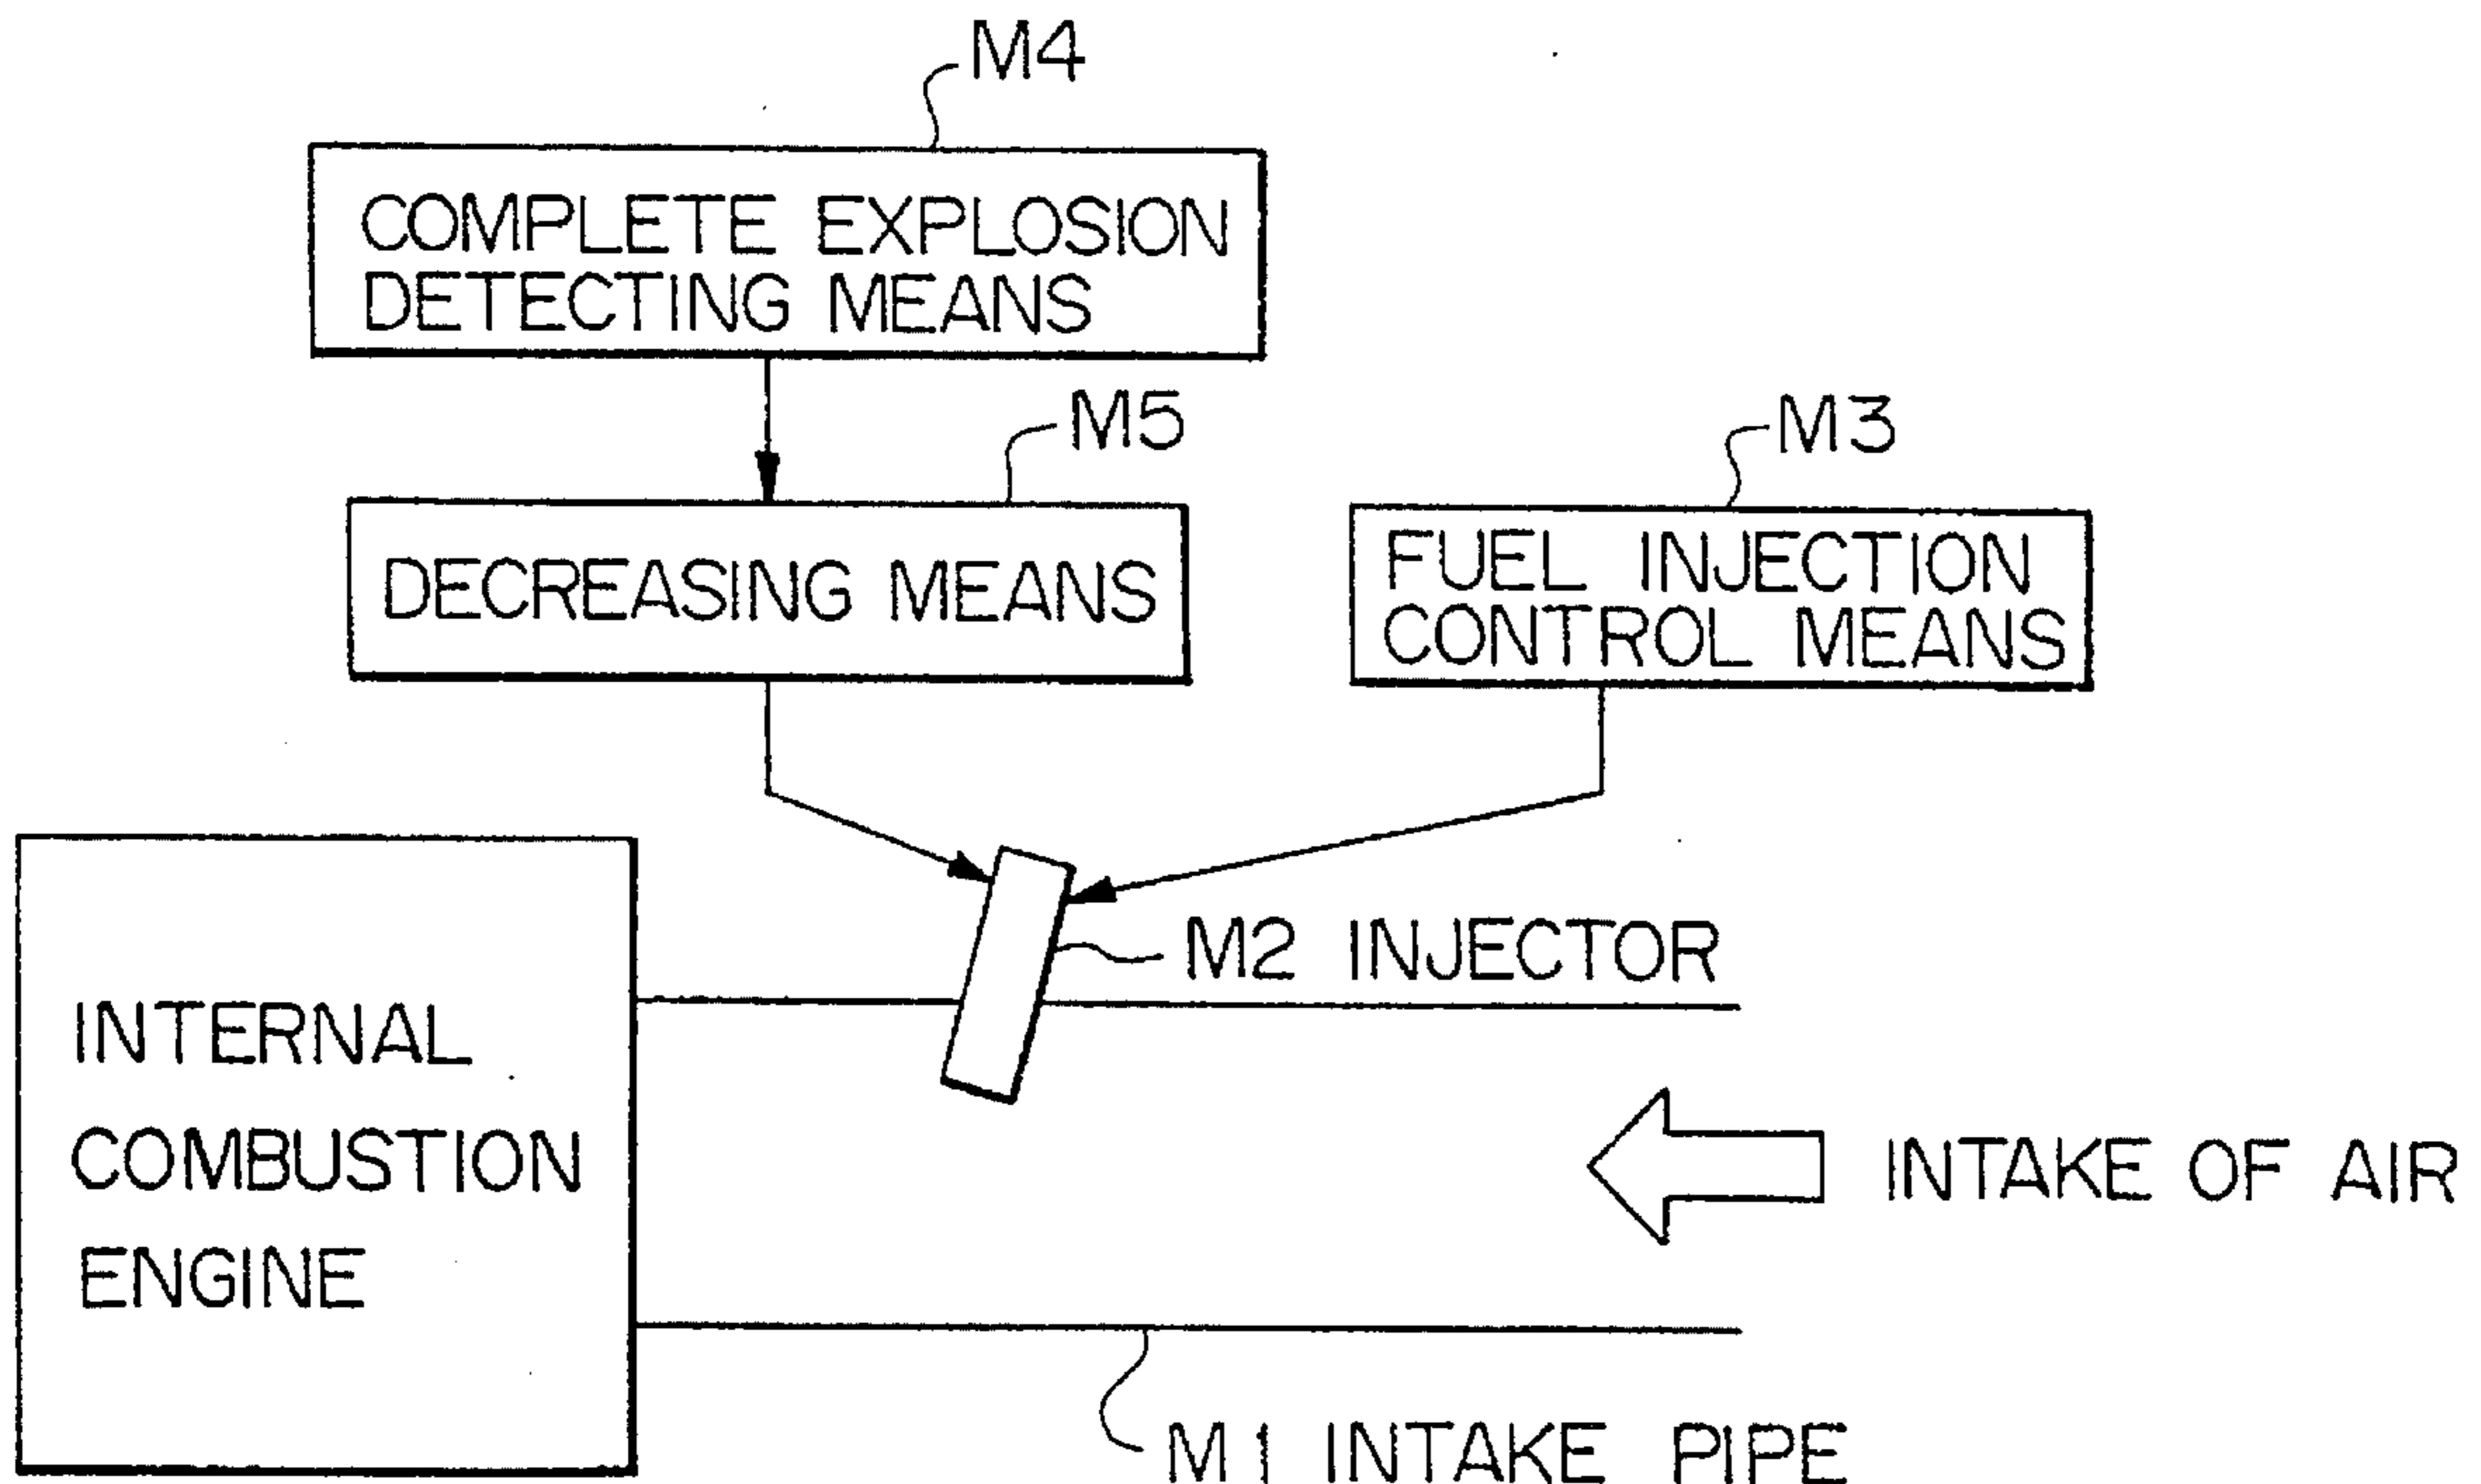 M4
COMPLETE EXPLOSION
DETECTING MEANS
M5
M3
DECREASING MEANS
FUEL INJECTION
CONTROL MEANS
M2 INJECTOR
INTERNAL
COMBUSTION
ENGINE
INTAKE OF AIR
M1 INTAKE PIPE